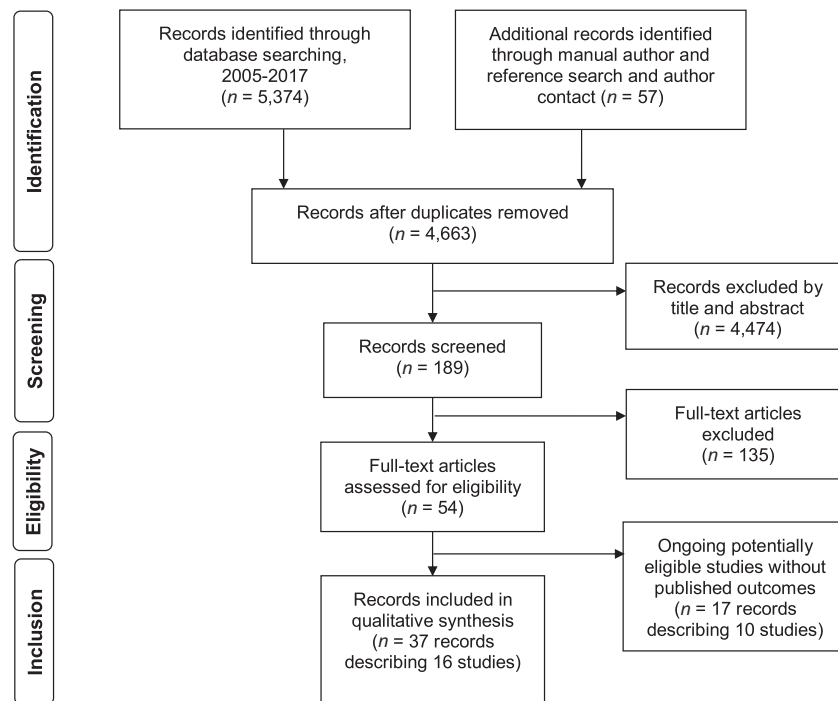 Identification
Records identified through
database searching,
2005-2017
(n = 5,374)
Additional records identified
through manual author and
reference search and author
contact (n = 57)
Records after duplicates removed
(n = 4,663)
Screening
Records excluded by
title and abstract
(n = 4,474)
Records screened
(n = 189)
Full-text articles
excluded
(n = 135)
Eligibility
Full-text articles
assessed for eligibility
(n = 54)
Ongoing potentially
eligible studies without
published outcomes
(n = 17 records
describing 10 studies)
Inclusion
Records included in
qualitative synthesis
(n = 37 records
describing 16 studies)